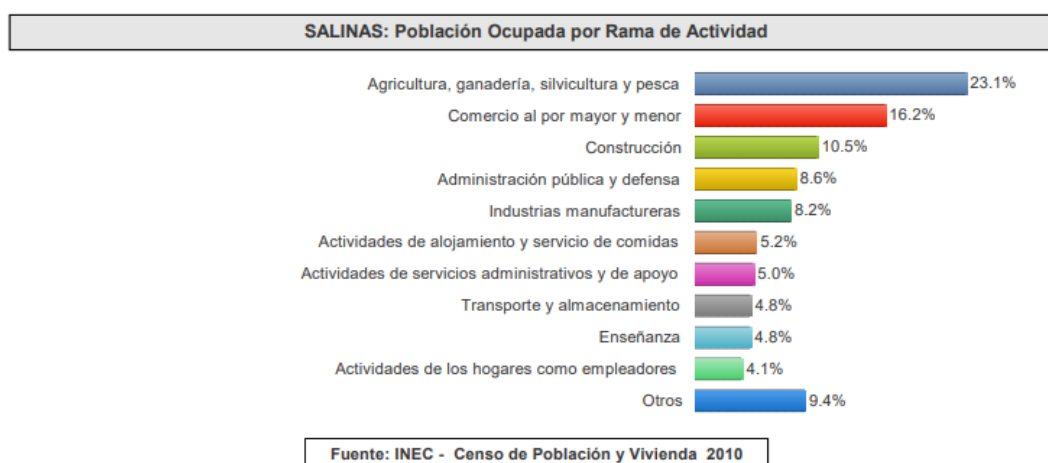 SALINAS: Población Ocupada por Rama de Actividad
Agricultura, ganadería, silvicultura y pesca 23.1%
Comercio al por mayor y menor 16.2%
Construcción 10.5%
Administración pública y defensa 8.6%
Industrias manufactureras 8.2%
Actividades de alojamiento y servicio de comidas 5.2%
Actividades de servicios administrativos y de apoyo 5.0%
Transporte y almacenamiento 4.8%
Enseñanza 4.8%
Actividades de los hogares como empleadores 4.1%
Otros 9.4%
Fuente: INEC - Censo de Población y Vivienda 2010